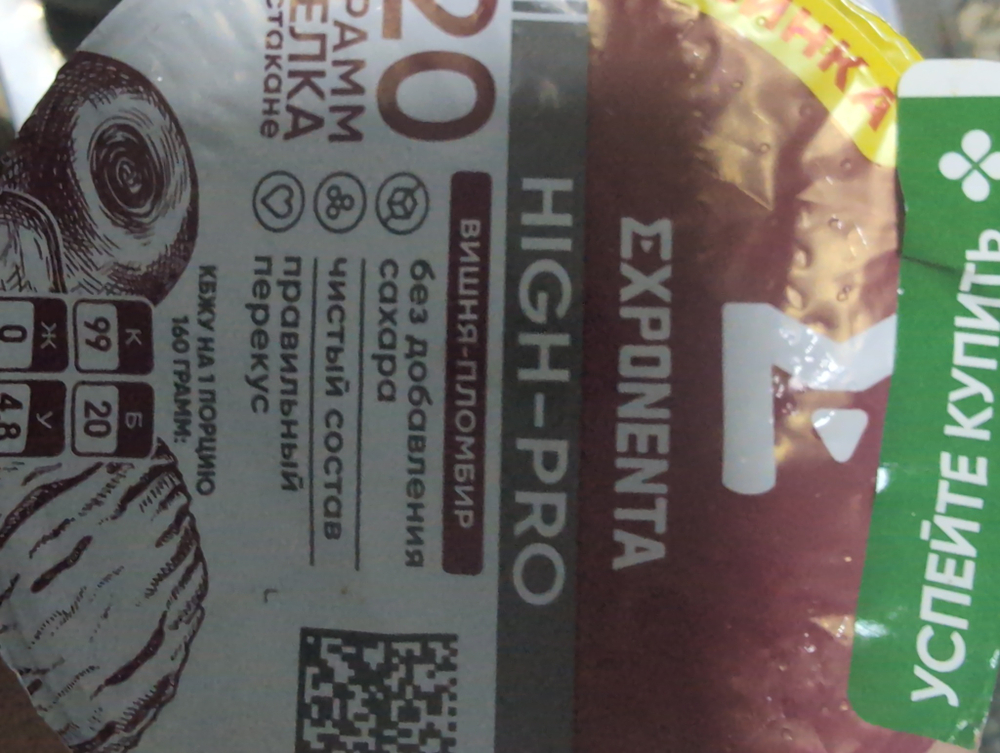 EXPONENTA
HIGH-PRO
ВИШНЯ-ПЛОМБИР
20
ЕЛКА
стакане
без добавления
сахара
чистый состав
правильный
перекус
КБЖУ НА 1 ПОРЦИЮ
160 ГРАММ:
К
99
Б
20
Ж
0
У
4.8
УСПЕЙТЕ КУПИТЬ